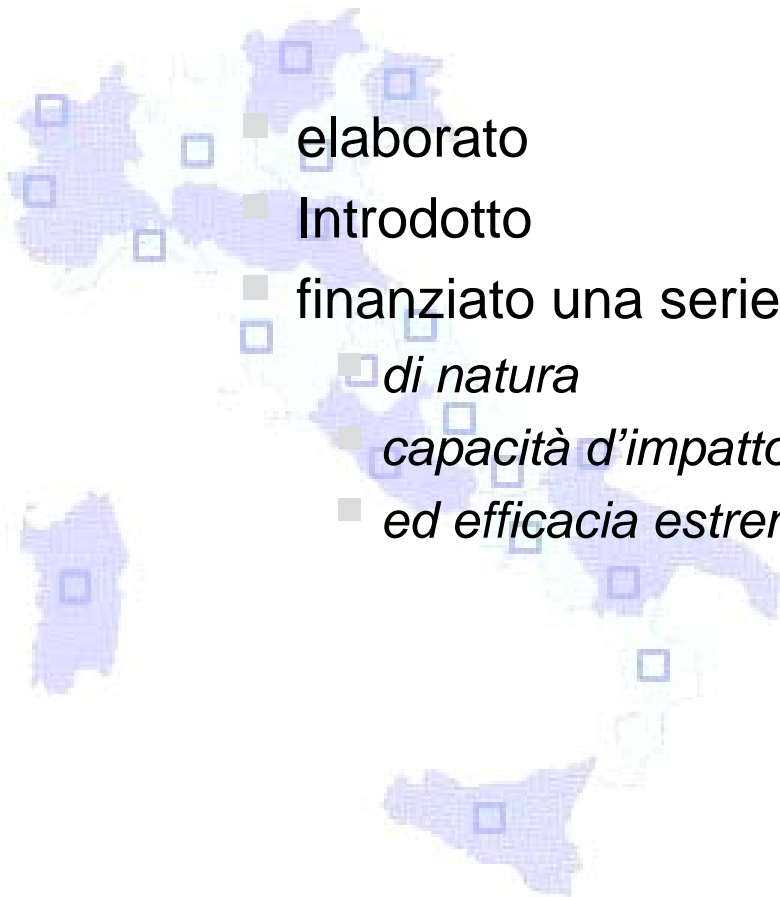 elaborato
Introdotto
finanziato una serie
di natura
capacità d'impatto
ed efficacia